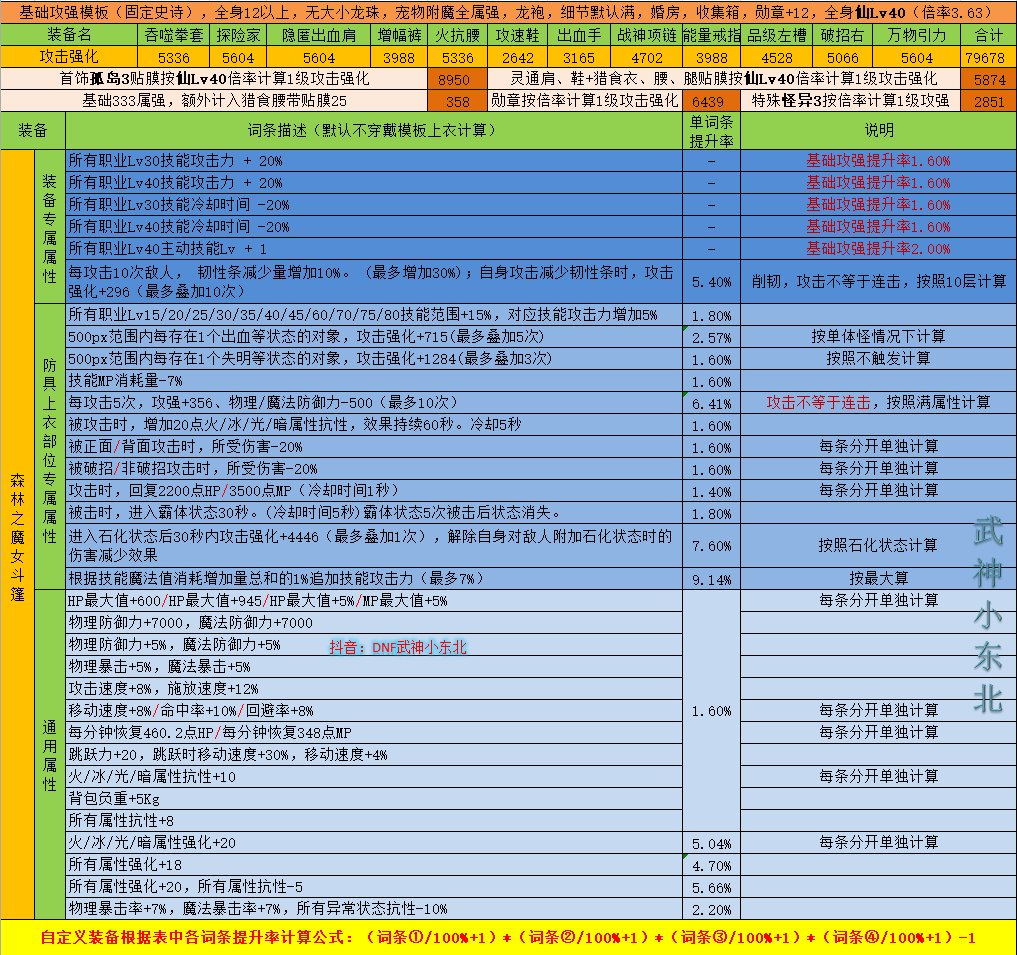 基础攻强模板（固定史诗），全身12以上，无大小龙珠，宠物附魔全属强，龙袍，细节默认满，婚房，收集箱，勋章+12，全身仙Lv40（倍率3.63）
装备名称 吞噬拳套 探险家 隐匿出血肩 增幅裤 火抗腰 攻速鞋 出血手 战神项链 能量戒指 品级左槽 破招右 万物引力 合计
攻击强化 5336 5604 5604 3988 5336 2642 3165 4702 3988 4528 5066 5604 79678
首饰孤岛3贴膜按仙Lv40倍率计算1级攻击强化 8950 灵通肩、鞋+猎食衣、腰、腿贴膜按仙Lv40倍率计算1级攻击强化 5874
基础333属强，额外计入猎食腰带贴膜25 358 勋章按倍率计算1级攻击强化 6439 特殊怪异3按倍率计算1级攻强 2851
装备 词条描述（默认不穿戴模板上衣计算） 单词条提升率 说明
森林之魔女斗篷
装备专属属性
所有职业Lv30技能攻击力 + 20% － 基础攻强提升率1.60%
所有职业Lv40技能攻击力 + 20% － 基础攻强提升率1.60%
所有职业Lv30技能冷却时间 -20% － 基础攻强提升率1.60%
所有职业Lv40技能冷却时间 -20% － 基础攻强提升率1.60%
所有职业Lv40主动技能Lv + 1 － 基础攻强提升率2.00%
每攻击10次敌人， 韧性条减少量增加10%。（最多增加30%）；自身攻击减少韧性条时，攻击
强化+296（最多叠加10次） 5.40% 削韧，攻击不等于连击，按照10层计算
防具上衣部位专属属性
所有职业Lv15/20/25/30/35/40/45/60/70/75/80技能范围+15%，对应技能攻击力增加5% 1.80%
500px范围内每存在1个出血等状态的对象，攻击强化+715(最多叠加5次) 2.57% 按单体怪情况下计算
500px范围内每存在1个失明等状态的对象，攻击强化+1284(最多叠加3次) 1.60% 按照不触发计算
技能MP消耗量-7% 1.60%
每攻击5次，攻强+356、物理/魔法防御力-500（最多10次） 6.41% 攻击不等于连击，按照满属性计算
被攻击时，增加20点火/冰/光/暗属性抗性，效果持续60秒。冷却5秒 1.60%
被正面/背面攻击时，所受伤害-20% 1.60% 每条分开单独计算
被破招/非破招攻击时，所受伤害-20% 1.60% 每条分开单独计算
攻击时，回复2200点HP/3500点MP（冷却时间1秒） 1.40% 每条分开单独计算
被击时，进入霸体状态30秒。（冷却时间5秒)霸体状态5次被击后状态消失。 1.80%
进入石化状态后30秒内攻击强化+4446（最多叠加1次），解除自身对敌人附加石化状态时的
伤害减少效果 7.60% 按照石化状态计算
根据技能魔法值消耗增加量总和的1%追加技能攻击力（最多7%） 9.14% 按最大算
通用属性
HP最大值+600/HP最大值+945/HP最大值+5%/MP最大值+5% 每条分开单独计算
物理防御力+7000，魔法防御力+7000
物理防御力+5%，魔法防御力+5% 抖音：DNF武神小东北
物理暴击+5%，魔法暴击+5%
攻击速度+8%，施放速度+12%
移动速度+8%/命中率+10%/回避率+8% 1.60% 每条分开单独计算
每分钟恢复460.2点HP/每分钟恢复348点MP 每条分开单独计算
跳跃力+20，跳跃时移动速度+30%，移动速度+4%
火/冰/光/暗属性抗性+10 每条分开单独计算
背包负重+5Kg
所有属性抗性+8
火/冰/光/暗属性强化+20 5.04% 每条分开单独计算
所有属性强化+18 4.70%
所有属性强化+20，所有属性抗性-5 5.66%
物理暴击率+7%，魔法暴击率+7%，所有异常状态抗性-10% 2.20%
武神小东北
自定义装备根据表中各词条提升率计算公式：（词条①/100%+1）*（词条②/100%+1）*（词条③/100%+1）*（词条④/100%+1）-1